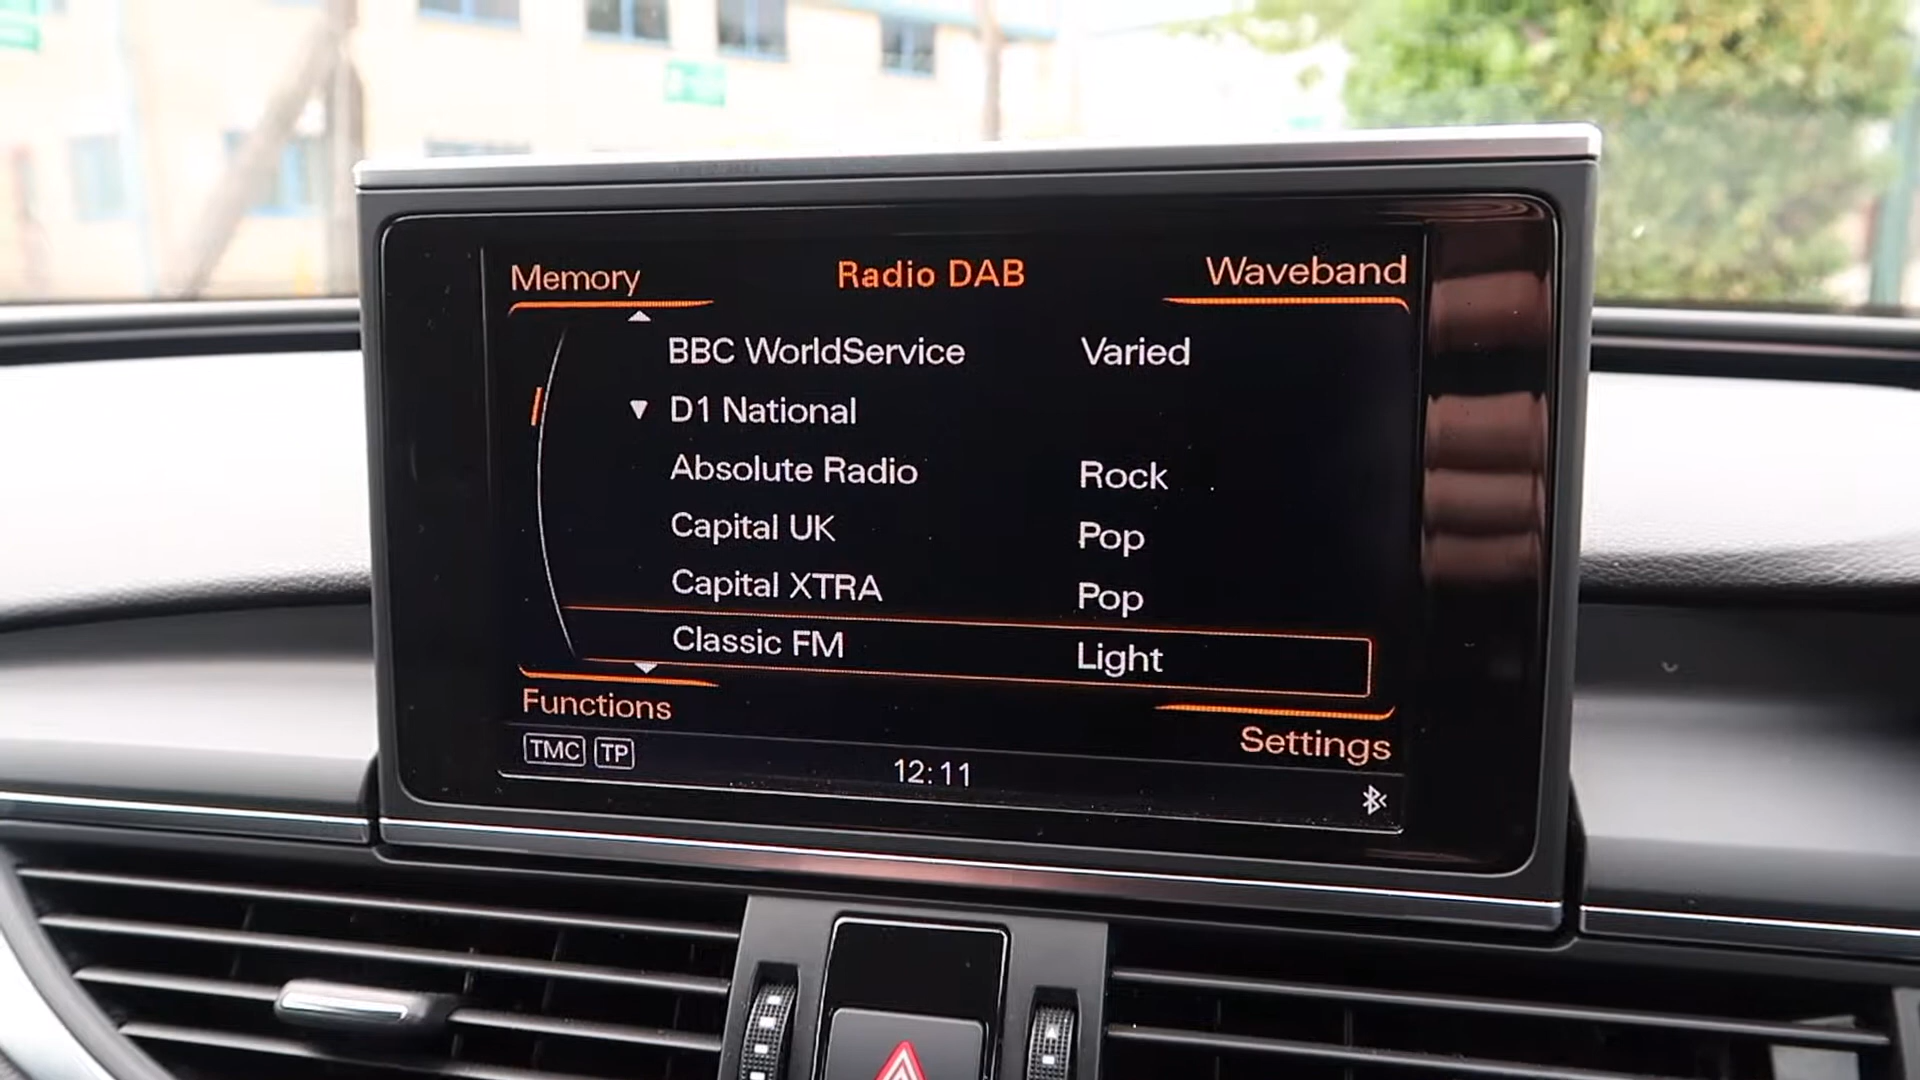 Memory Radio DAB Waveband
BBC WorldService Varied
D1 National
Absolute Radio Rock
Capital UK Pop
Capital XTRA Pop
Classic FM Light
Functions
Settings
TMC TP 12:11